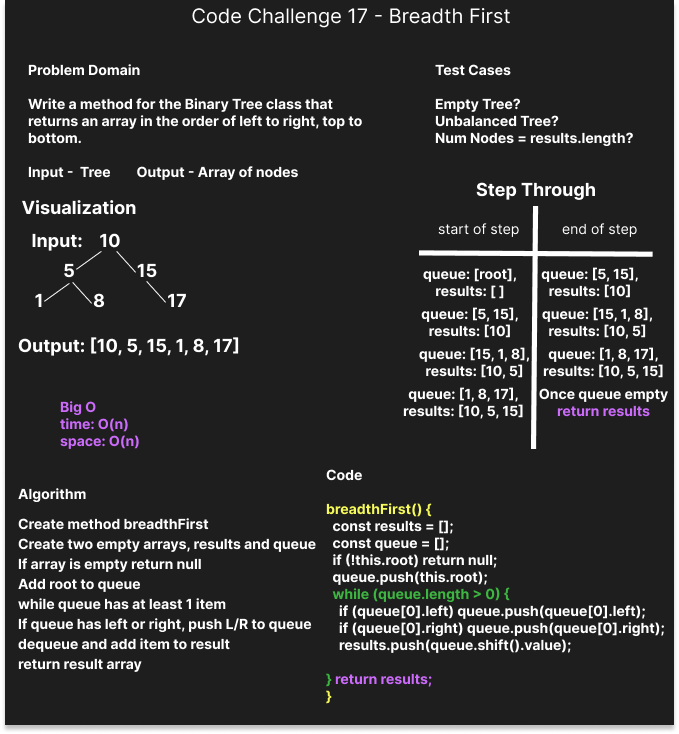 Code Challenge 17 - Breadth First
Problem Domain
Write a method for the Binary Tree class that
returns an array in the order of left to right, top to
bottom.
Input - Tree Output - Array of nodes
Test Cases
Empty Tree?
Unbalanced Tree?
Num Nodes = results.length?
Visualization
Input: 10
5 15
1 8 17
Output: [10, 5, 15, 1, 8, 17]
Big O
time: O(n)
space: O(n)
Step Through
start of step end of step
queue: [root], queue: [5, 15],
results: [ ] results: [10]
queue: [5, 15], queue: [15, 1, 8],
results: [10] results: [10, 5]
queue: [15, 1, 8], queue: [1, 8, 17],
results: [10, 5] results: [10, 5, 15]
queue: [1, 8, 17], Once queue empty
results: [10, 5, 15] return results
Algorithm
Create method breadthFirst
Create two empty arrays, results and queue
If array is empty return null
Add root to queue
while queue has at least 1 item
If queue has left or right, push L/R to queue
dequeue and add item to result
return result array
Code
breadthFirst() {
const results = [];
const queue = [];
if (!this.root) return null;
queue.push(this.root);
while (queue.length > 0) {
if (queue[0].left) queue.push(queue[0].left);
if (queue[0].right) queue.push(queue[0].right);
results.push(queue.shift().value);
} return results;
}